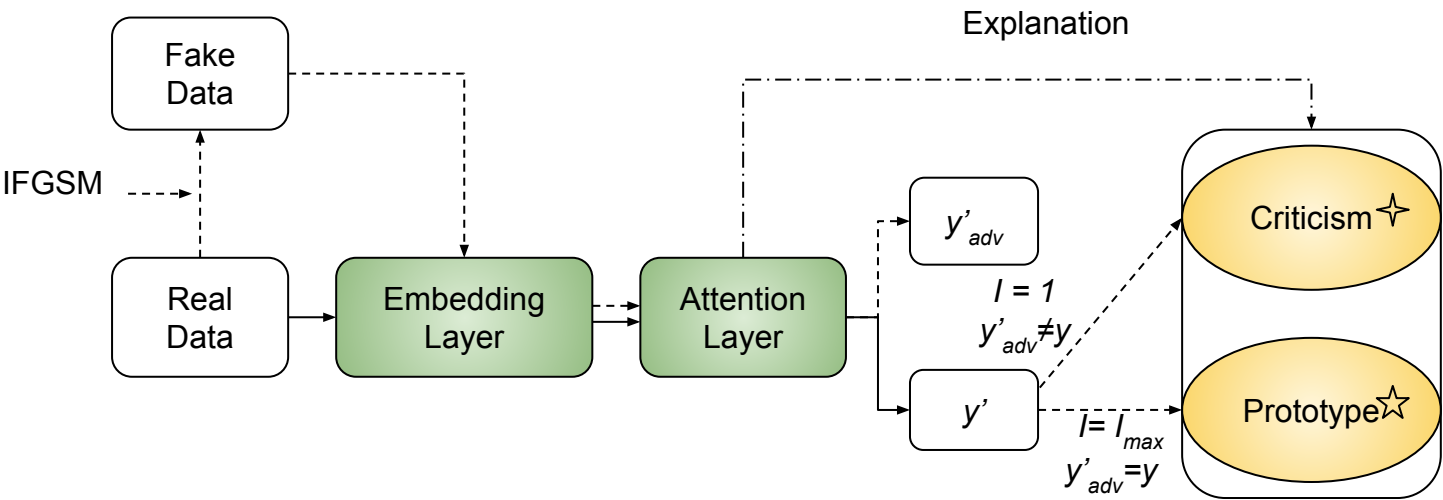 Explanation
Fake
Data
IFGSM
Real
Data
Embedding
Layer
Attention
Layer
y’adv
I = 1
y’adv≠y
y’
I= Imax
y’adv=y
Criticism
Prototype